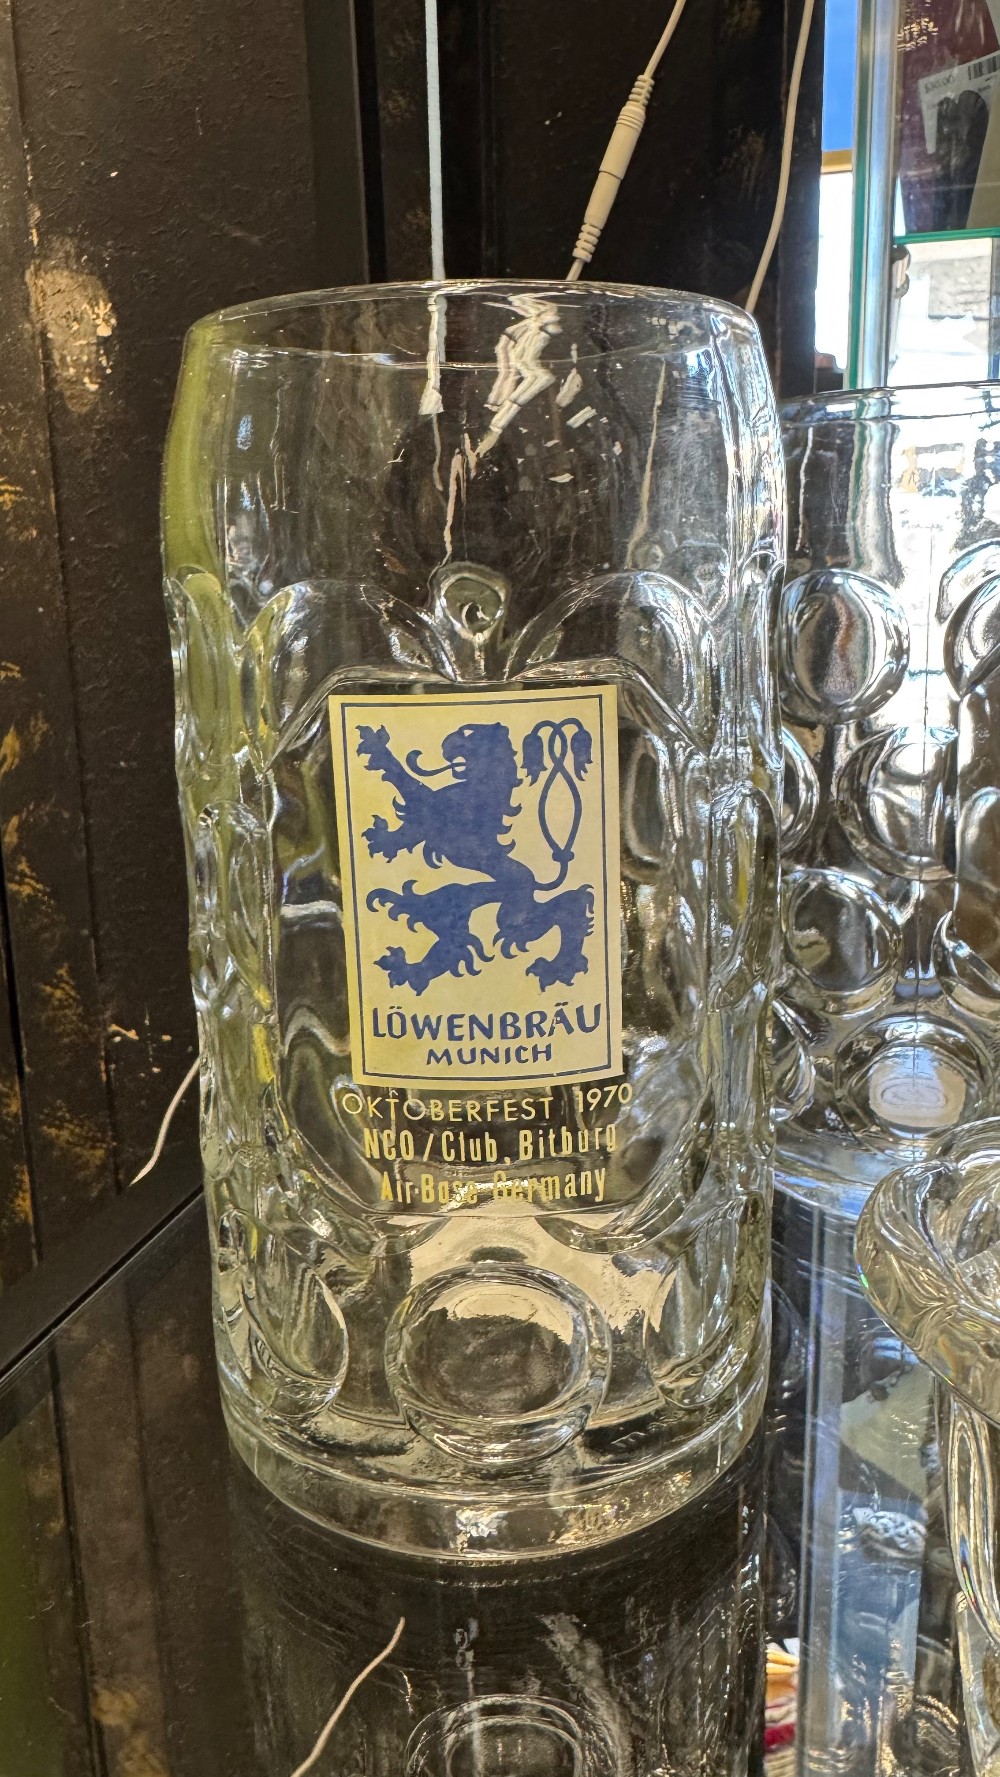 LÖWENBRÄU
MUNICH
OKTOBERFEST 1970
NCO/Club, Bitburg
Air Base Germany